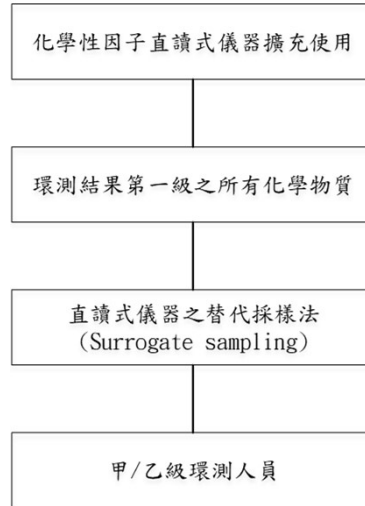 化學性因子直讀式儀器擴充使用
環測結果第一級之所有化學物質
直讀式儀器之替代採樣法
(Surrogate sampling)
甲/乙級環測人員